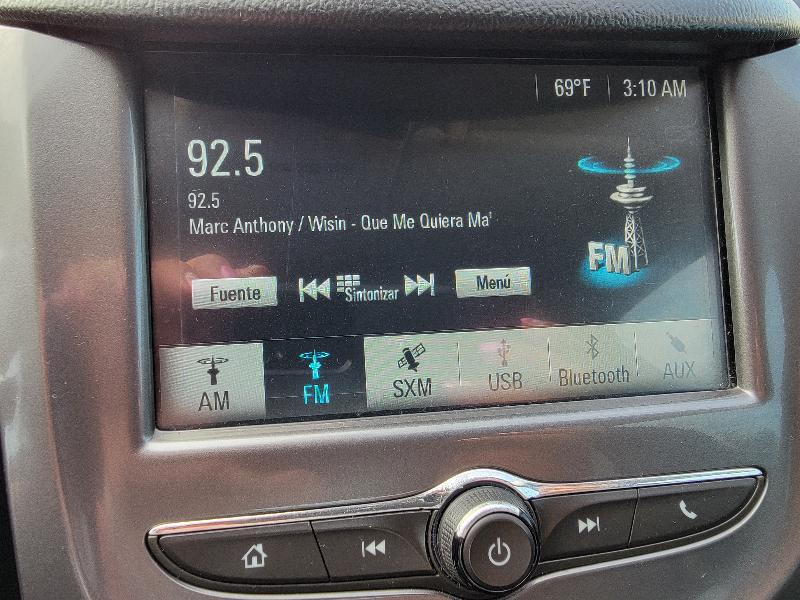 69°F 3:10 AM
92.5
92.5
Marc Anthony / Wisin - Que Me Quiera Ma'
FM
Fuente Sintonizar Menú
AM FM SXM USB Bluetooth AUX